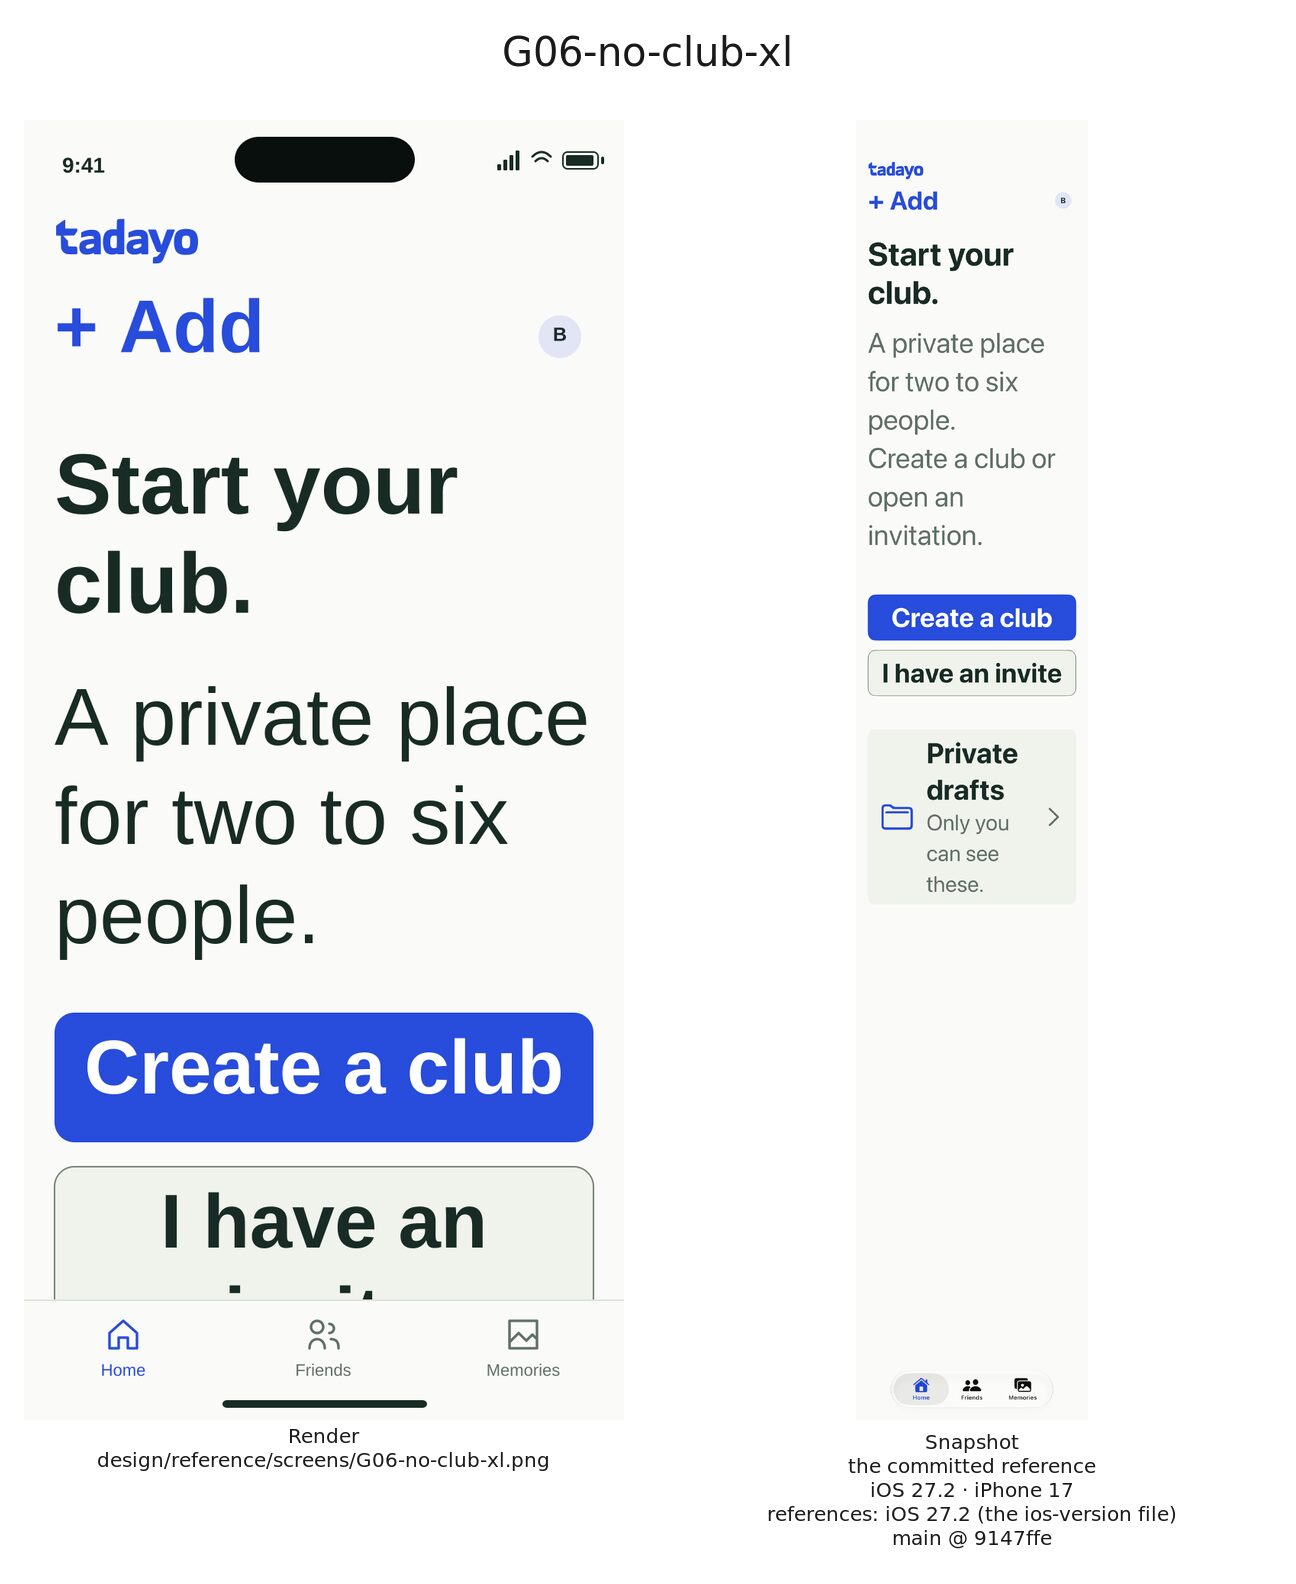 G06-no-club-xl
9:41
tadayo
+ Add
B
Start your
club.
A private place
for two to six
people.
Create a club
I have an
Home
Friends
Memories
Render
design/reference/screens/G06-no-club-xl.png
tadayo
+ Add
B
Start your
club.
A private place
for two to six
people.
Create a club or
open an
invitation.
Create a club
I have an invite
Private
drafts
Only you
can see
these.
Home
Friends
Memories
Snapshot
the committed reference
iOS 27.2 · iPhone 17
references: iOS 27.2 (the ios-version file)
main @ 9147ffe